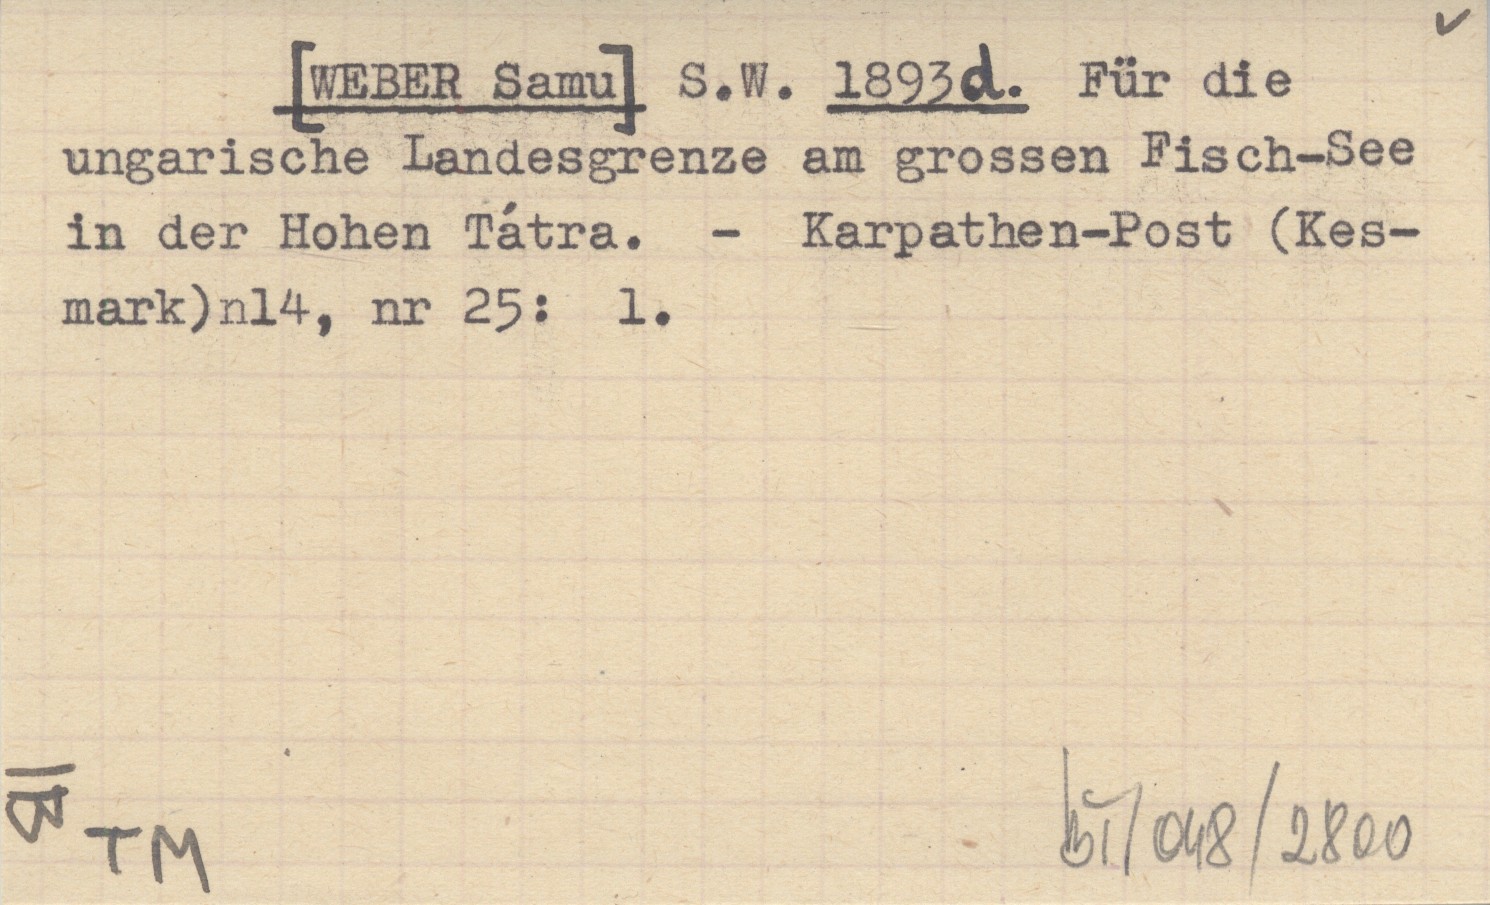 ✓
[WEBER Samu] S.W. 1893d. Für die
ungarische Landesgrenze am grossen Fisch-See
in der Hohen Tátra. - Karpathen-Post (Kes-
mark)n14, nr 25: 1.
TM
/048/2800